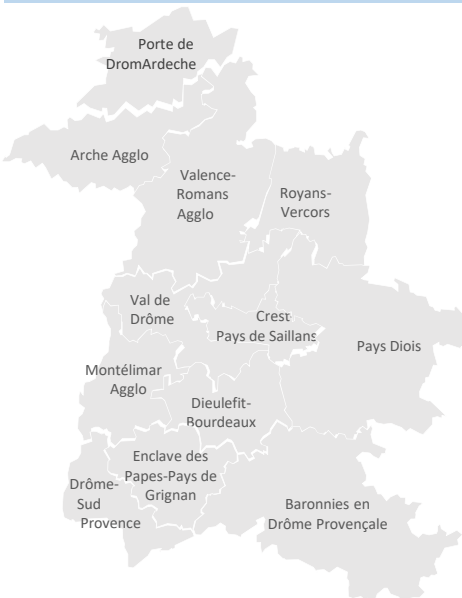 Porte de
DromArdeche
Arche Agglo
Valence-
Romans
Agglo
Royans-
Vercors
Val de
Drôme
Crest
Pays de Saillans
Pays Diois
Montélimar
Agglo
Dieulefit-
Bourdeaux
Enclave des
Papes-Pays de
Grignan
Drôme-
Sud
Provence
Baronnies en
Drôme Provençale